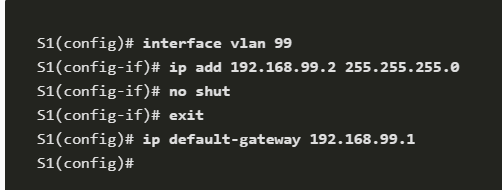 S1(config)# interface vlan 99
S1(config-if)# ip add 192.168.99.2 255.255.255.0
S1(config-if)# no shut
S1(config-if)# exit
S1(config)# ip default-gateway 192.168.99.1
S1(config)#